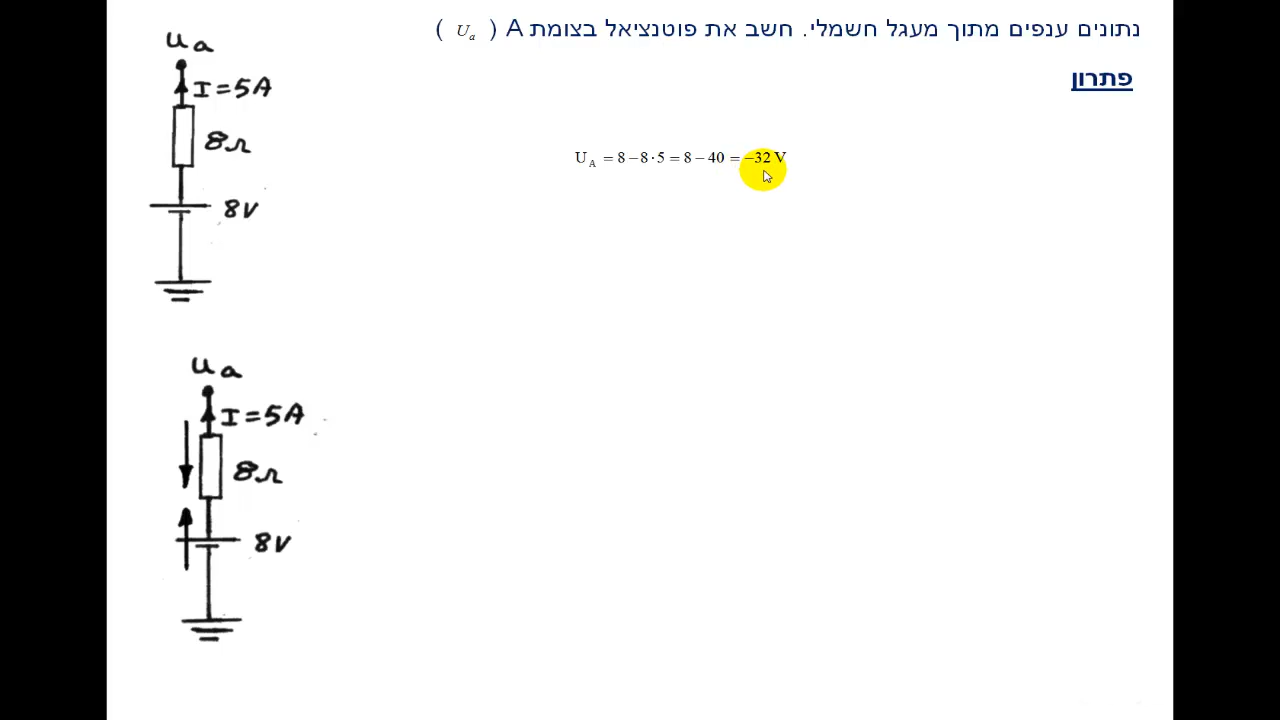 נתונים ענפים מתוך מעגל חשמלי. חשב את פוטנציאל בצומת A ( Uₐ )
פתרון
U_A = 8 − 8 · 5 = 8 − 40 = −32 V
Ua
I = 5A
8Ω
8V
Ua
I = 5A
8Ω
8V